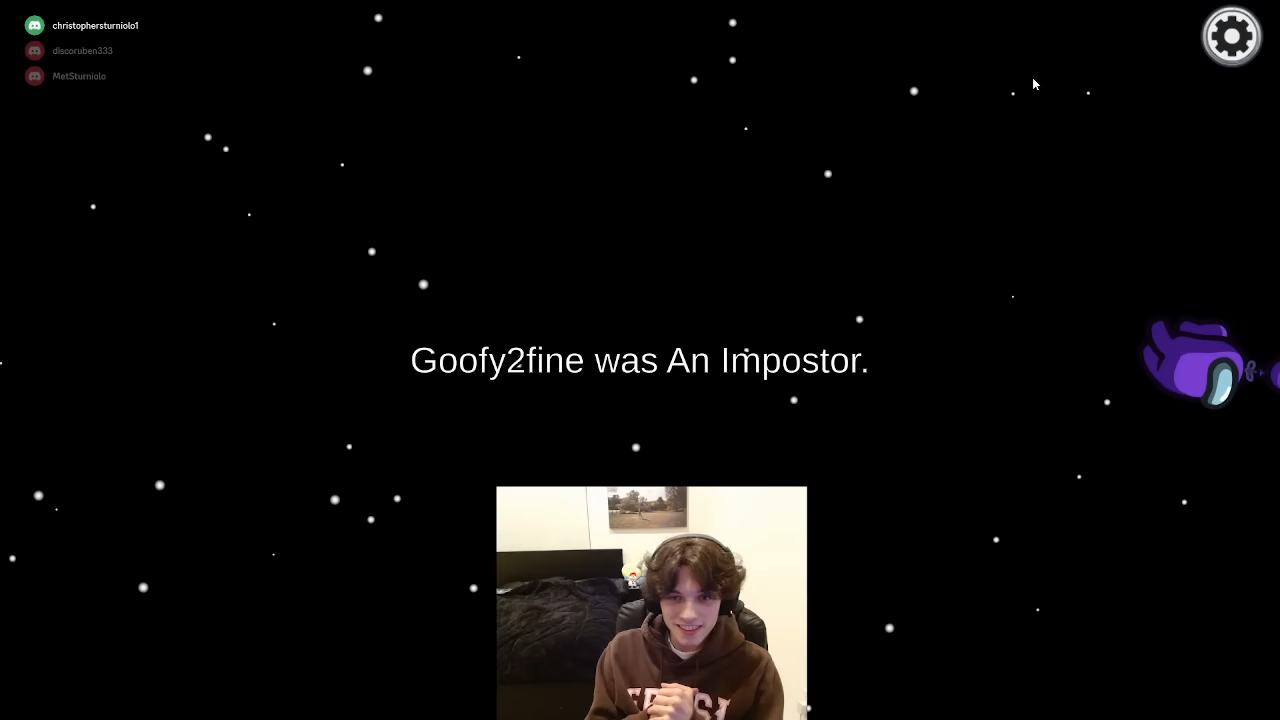 christophersturniolo1
discoruben333
MetSturniolo
Goofy2fine was An Impostor.